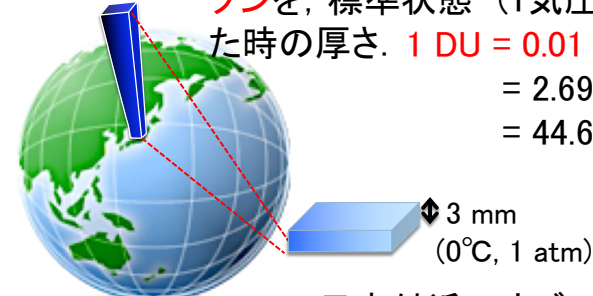 ゾンを, 標準状態 (1気圧
た時の厚さ. 1 DU = 0.01
= 2.69
= 44.6
3 mm
(0℃, 1 atm)